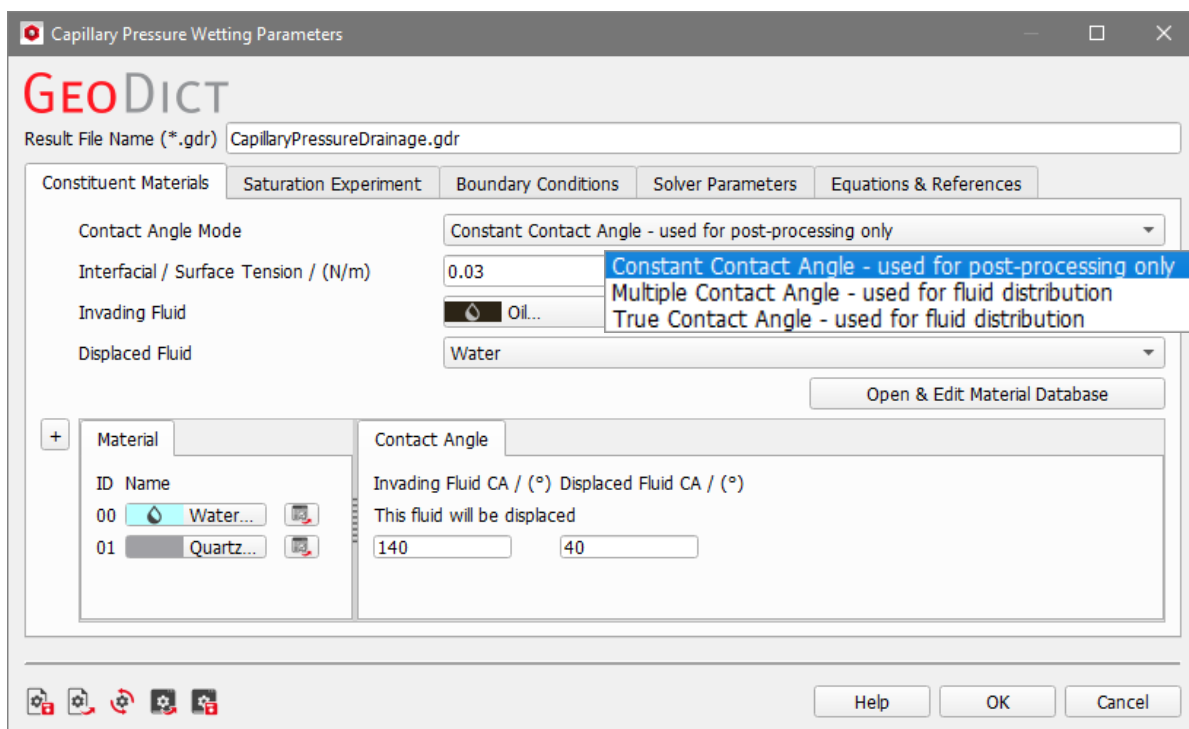 Capillary Pressure Wetting Parameters
GEODICT
Result File Name (*.gdr) CapillaryPressureDrainage.gdr
Constituent Materials Saturation Experiment Boundary Conditions Solver Parameters Equations & References
Contact Angle Mode Constant Contact Angle - used for post-processing only
Interfacial / Surface Tension / (N/m) 0.03
Constant Contact Angle - used for post-processing only
Multiple Contact Angle - used for fluid distribution
True Contact Angle - used for fluid distribution
Invading Fluid Oil...
Displaced Fluid Water
Open & Edit Material Database
+ Material Contact Angle
ID Name Invading Fluid CA / (°) Displaced Fluid CA / (°)
00 Water... This fluid will be displaced
01 Quartz... 140 40
Help OK Cancel